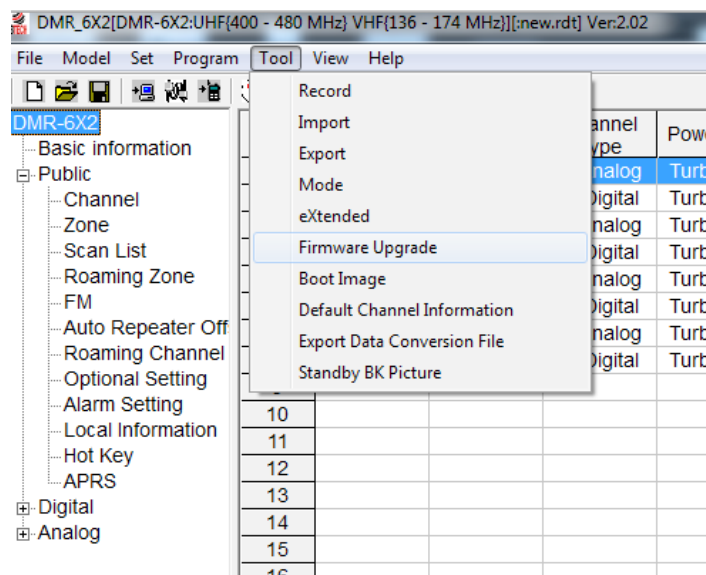 DMR_6X2[DMR-6X2:UHF{400 - 480 MHz} VHF{136 - 174 MHz}][:new.rdt] Ver:2.02
File Model Set Program Tool View Help
Record
Import
Export
Mode
eXtended
Firmware Upgrade
Boot Image
Default Channel Information
Export Data Conversion File
Standby BK Picture
DMR-6X2
Basic information
Public
Channel
Zone
Scan List
Roaming Zone
FM
Auto Repeater Off
Roaming Channel
Optional Setting
Alarm Setting
Local Information
Hot Key
APRS
Digital
Analog
annel
ype Pow
nalog Turb
Digital Turb
nalog Turb
Digital Turb
nalog Turb
Digital Turb
nalog Turb
Digital Turb
10
11
12
13
14
15